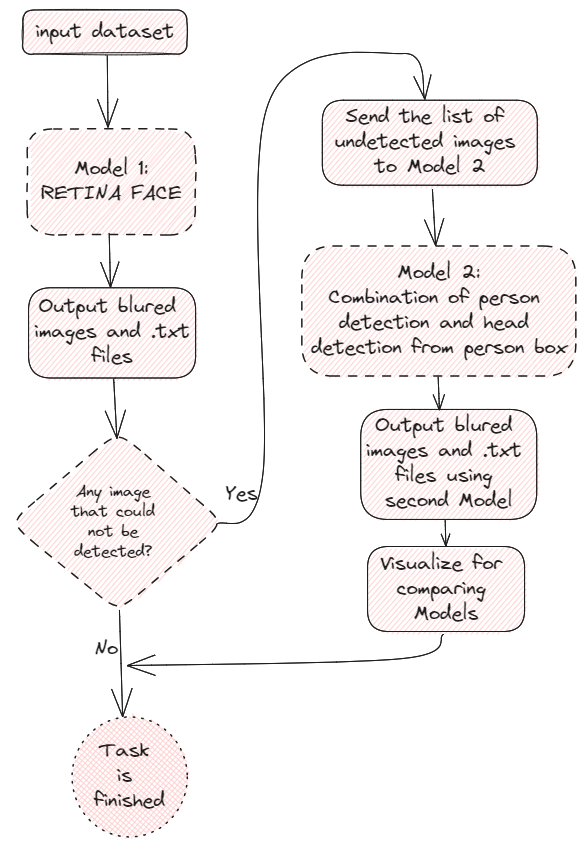 input dataset
Model 1:
RETINA FACE
Output blured
images and .txt
files
Any image
that could
not be
detected?
Yes
Send the list of
undetected images
to Model 2
Model 2:
Combination of person
detection and head
detection from person box
Output blured
images and .txt
files using
second Model
Visualize for
comparing
Models
No
Task
is
finished